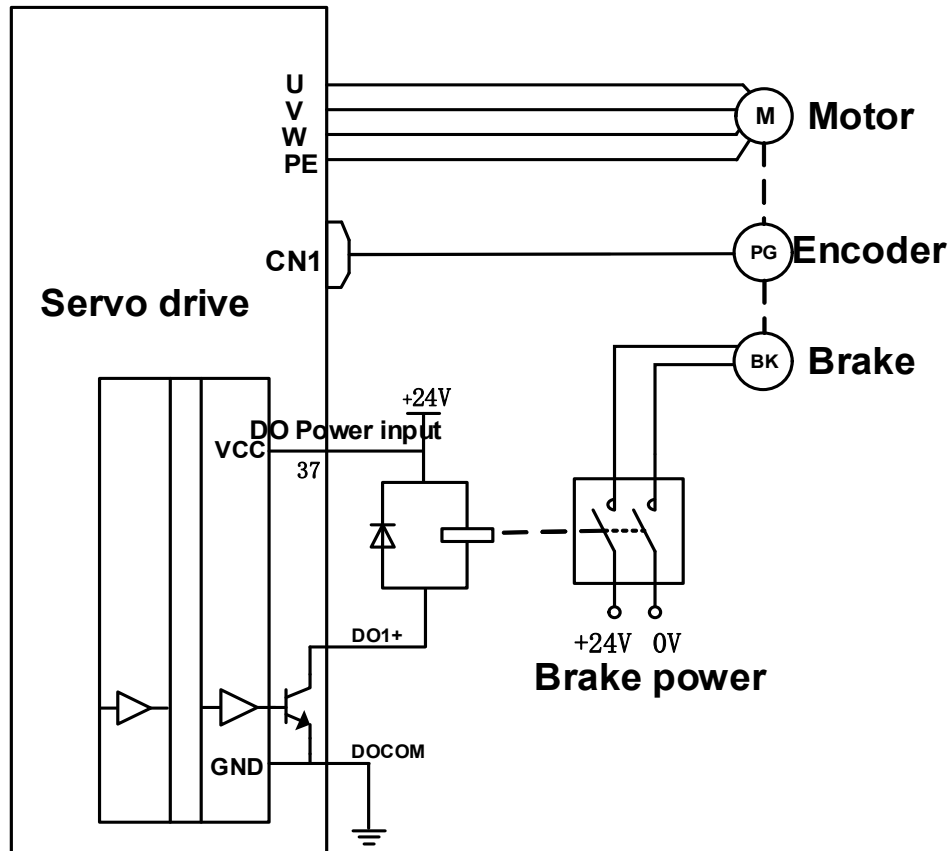 U
V
W
PE
M
Motor
CN1
PG
Encoder
Servo drive
BK
Brake
+24V
DO Power input
VCC
37
DO1+
+24V 0V
Brake power
GND
DOCOM